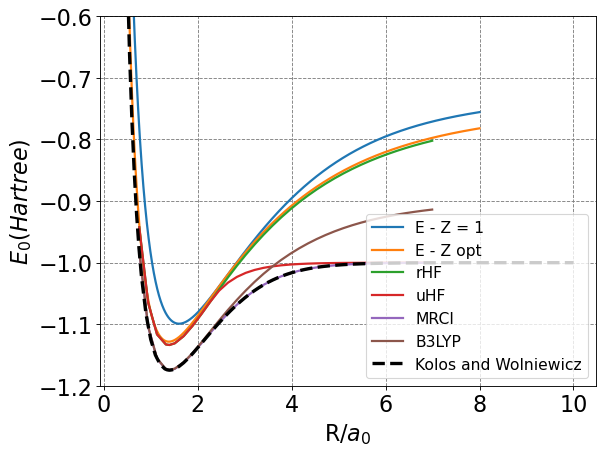 −0.6
−0.7
−0.8
−0.9
−1.0
−1.1
−1.2
E₀(Hartree)
E - Z = 1
E - Z opt
rHF
uHF
MRCI
B3LYP
Kolos and Wolniewicz
0 2 4 6 8 10
R/a₀